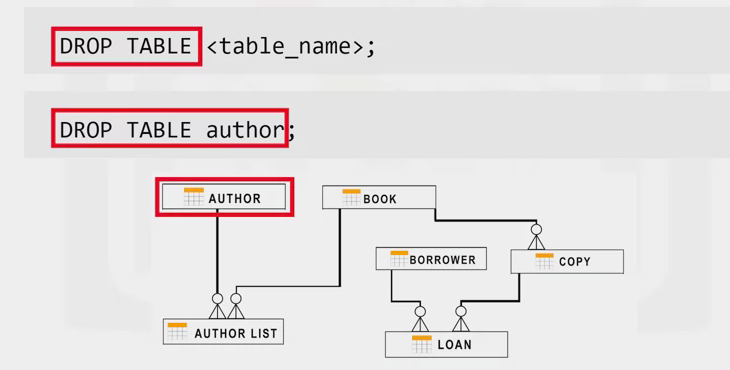 DROP TABLE <table_name>;
DROP TABLE author;
AUTHOR
BOOK
BORROWER
COPY
AUTHOR LIST
LOAN